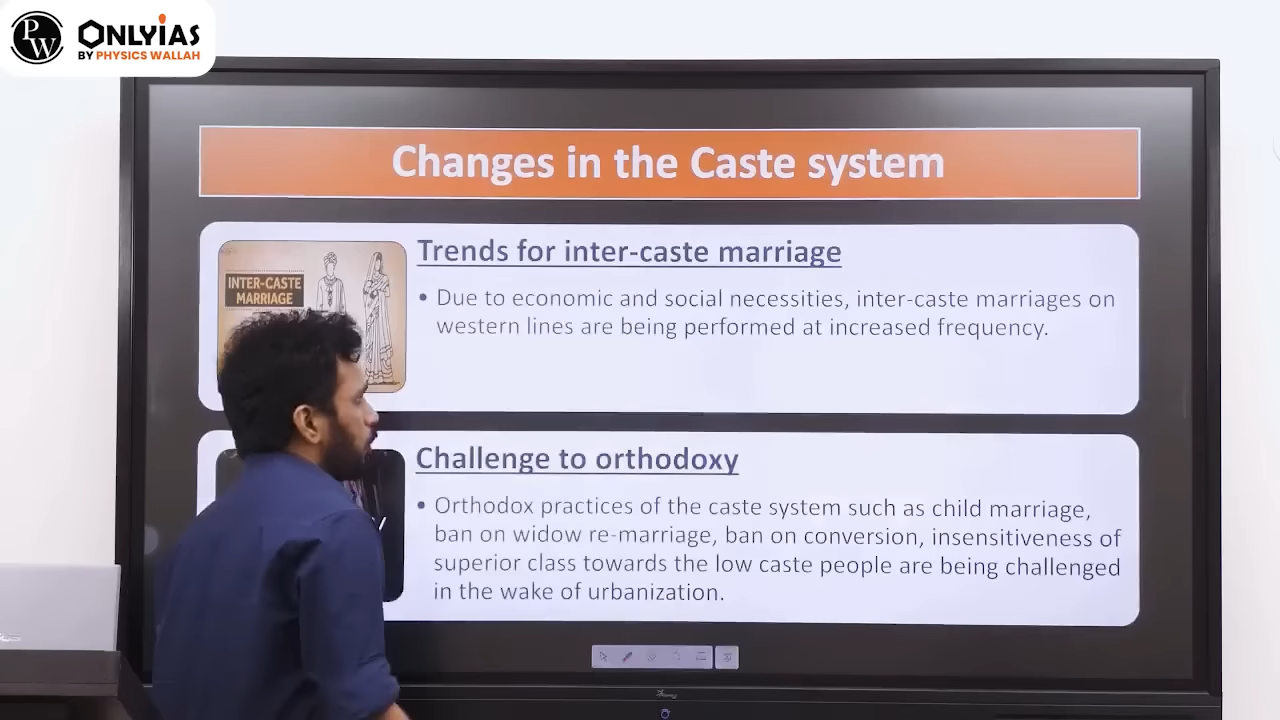 PW
ONLYIAS
BY PHYSICS WALLAH
Changes in the Caste system
INTER-CASTE
MARRIAGE
Trends for inter-caste marriage
• Due to economic and social necessities, inter-caste marriages on
western lines are being performed at increased frequency.
Challenge to orthodoxy
• Orthodox practices of the caste system such as child marriage,
ban on widow re-marriage, ban on conversion, insensitiveness of
superior class towards the low caste people are being challenged
in the wake of urbanization.